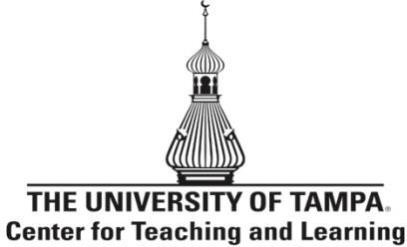 THE UNIVERSITY OF TAMPA®
Center for Teaching and Learning